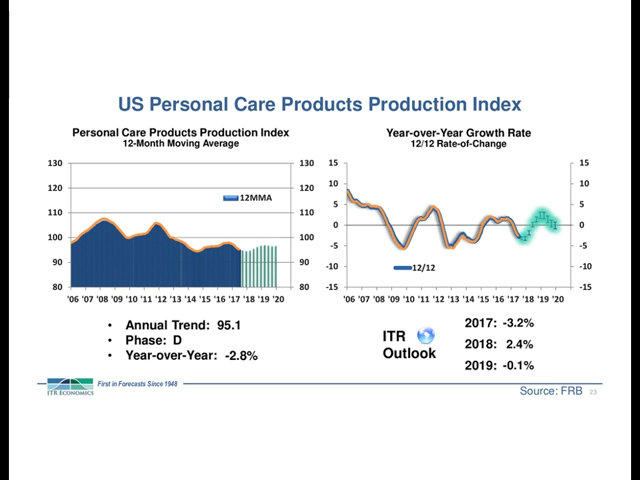 US Personal Care Products Production Index
Personal Care Products Production Index
12-Month Moving Average
130 130
120 120
110 110
100 100
90 90
80 80
12MMA
'06 '07 '08 '09 '10 '11 '12 '13 '14 '15 '16 '17 '18 '19 '20
Year-over-Year Growth Rate
12/12 Rate-of-Change
15 15
10 10
5 5
0 0
-5 -5
-10 -10
-15 -15
12/12
'06 '07 '08 '09 '10 '11 '12 '13 '14 '15 '16 '17 '18 '19 '20
• Annual Trend: 95.1
• Phase: D
• Year-over-Year: -2.8%
ITR
Outlook
2017: -3.2%
2018: 2.4%
2019: -0.1%
ITR ECONOMICS
First in Forecasts Since 1948
Source: FRB 23